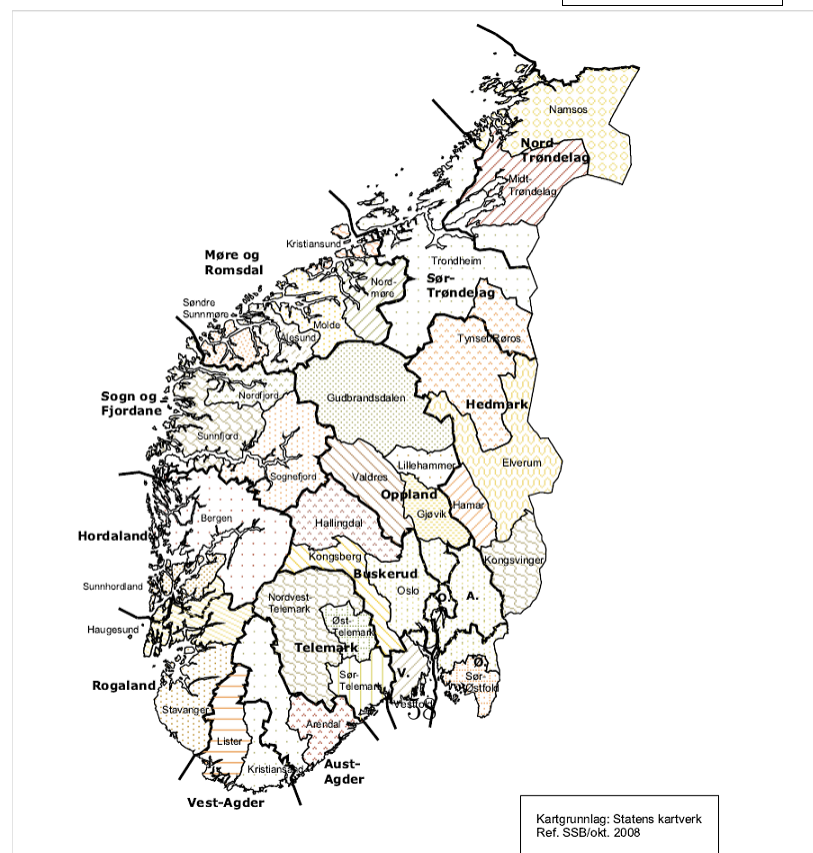 Namsos
Nord
Trøndelag
Midt-
Trøndelag
Kristiansund
Møre og
Romsdal
Trondheim
Nord-
møre
Sør-
Trøndelag
Søndre
Sunnmøre
Molde
Ålesund
Tynset/Røros
Sogn og
Fjordane
Nordfjord
Gudbrandsdalen
Hedmark
Sunnfjord
Elverum
Lillehammer
Sognefjord
Valdres
Oppland
Hamar
Gjøvik
Bergen
Hallingdal
Hordaland
Kongsberg
Kongsvinger
Buskerud
Sunnhordland
Oslo
O.
A.
Nordvest-
Telemark
Haugesund
Øst-
Telemark
Telemark
Ø.
V.
Sør-
Telemark
Sør-
Østfold
Rogaland
Vestfold
38
Stavanger
Arendal
Lister
Kristiansand
Aust-
Agder
Vest-Agder
Kartgrunnlag: Statens kartverk
Ref. SSB/okt. 2008